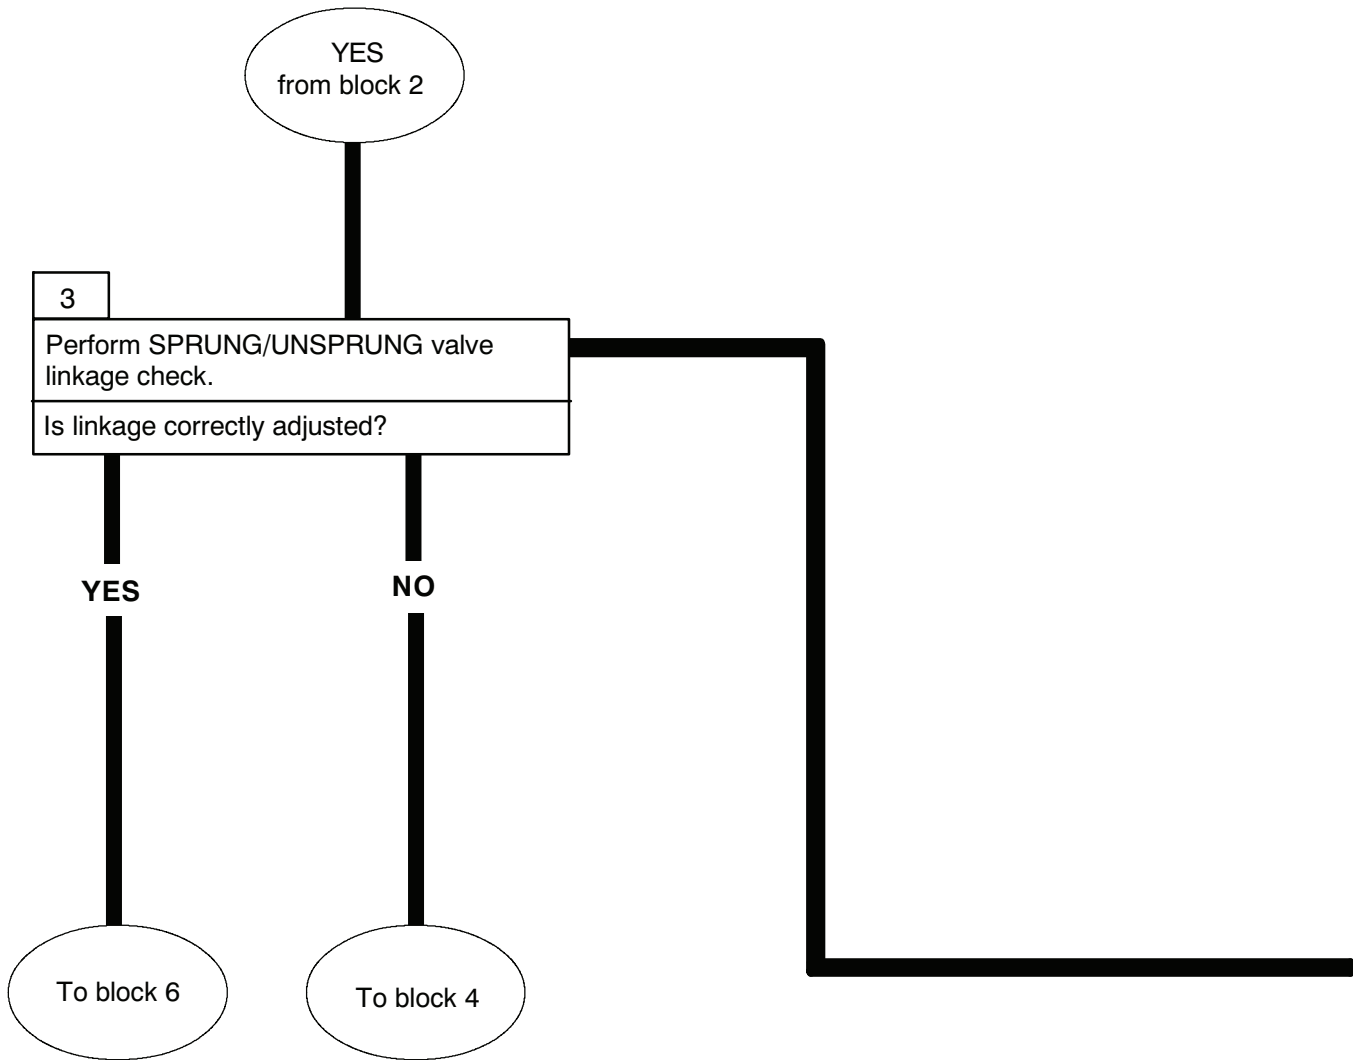 YES
from block 2
3
Perform SPRUNG/UNSPRUNG valve
linkage check.
Is linkage correctly adjusted?
YES
NO
To block 6
To block 4